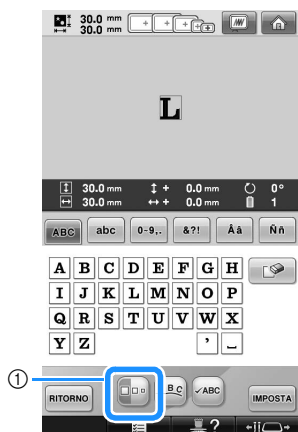 30.0 mm
30.0 mm
L
30.0 mm + 0.0 mm 0°
30.0 mm + 0.0 mm 1
ABC abc 0-9,. &?! Ââ Ññ
A B C D E F G H
I J K L M N O P
Q R S T U V W X
Y Z ' _
①
RITORNO B C ✓ABC IMPOSTA
?